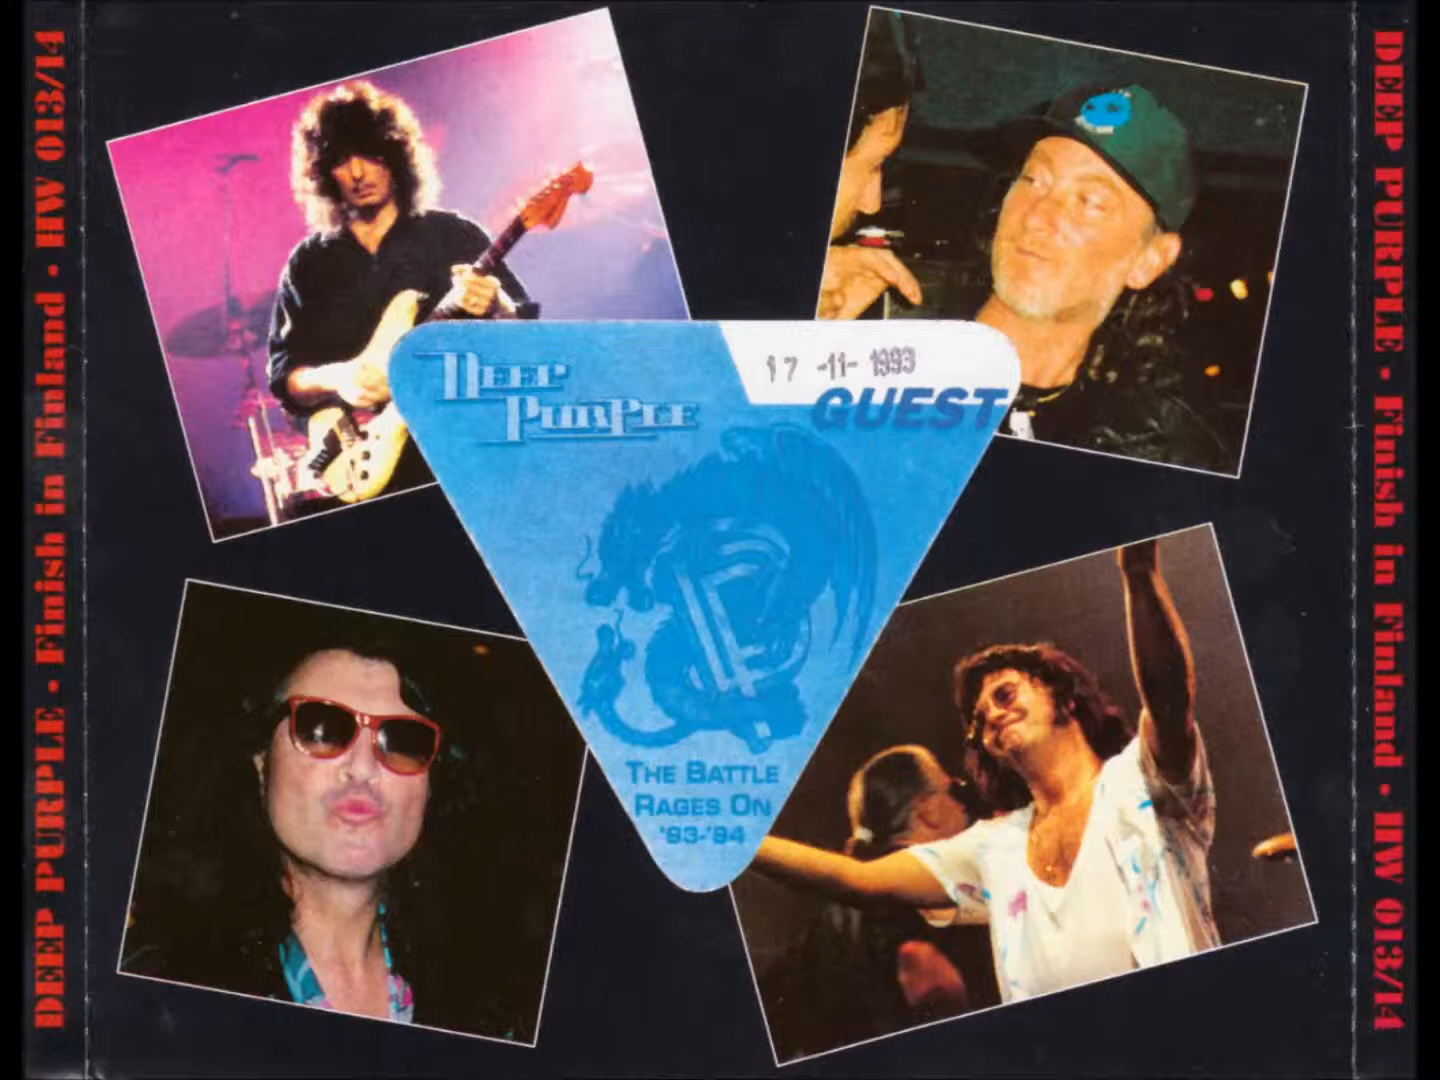 DEEP PURPLE • Finish in Finland • HW 013/14
DEEP
PURPLE
17 -11- 1993
GUEST
THE BATTLE
RAGES ON
'93-'94
DEEP PURPLE • Finish in Finland • HW 013/14